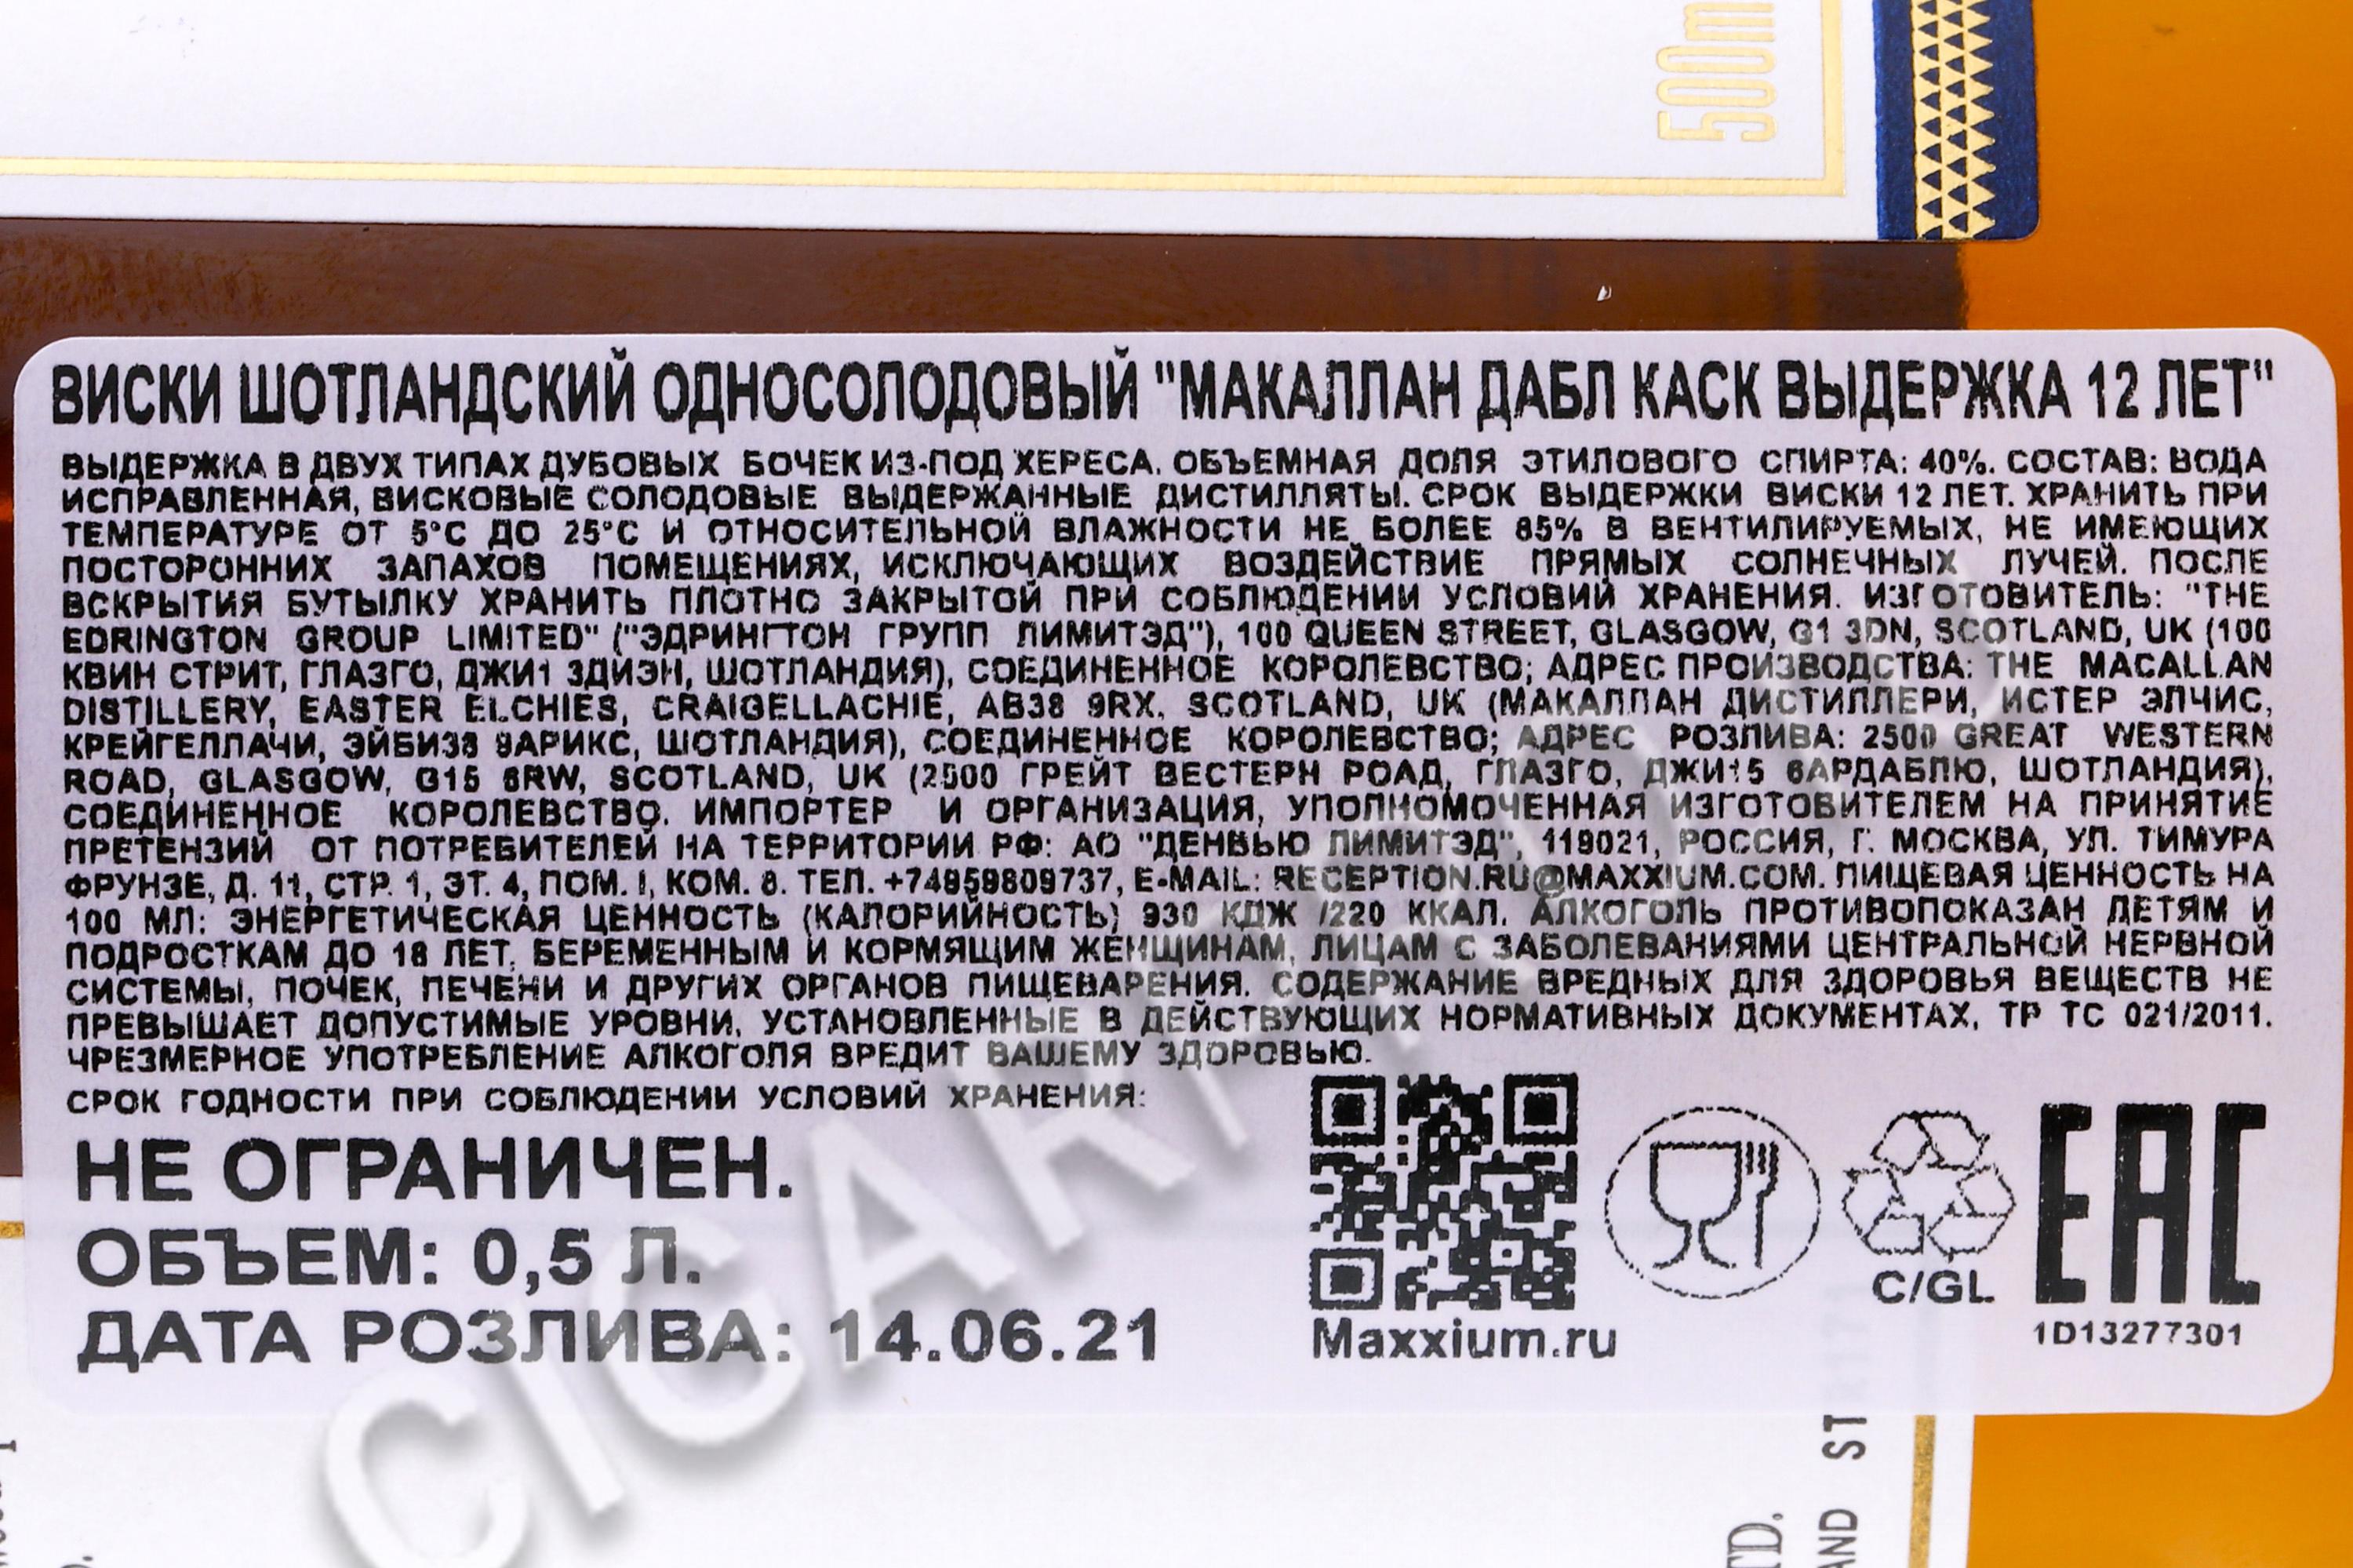 500m
ВИСКИ ШОТЛАНДСКИЙ ОДНОСОЛОДОВЫЙ "МАКАЛЛАН ДАБЛ КАСК ВЫДЕРЖКА 12 ЛЕТ"
ВЫДЕРЖКА В ДВУХ ТИПАХ ДУБОВЫХ БОЧЕК ИЗ-ПОД ХЕРЕСА. ОБЪЕМНАЯ ДОЛЯ ЭТИЛОВОГО СПИРТА: 40%. СОСТАВ: ВОДА
ИСПРАВЛЕННАЯ, ВИСКОВЫЕ СОЛОДОВЫЕ ВЫДЕРЖАННЫЕ ДИСТИЛЛЯТЫ. СРОК ВЫДЕРЖКИ ВИСКИ 12 ЛЕТ. ХРАНИТЬ ПРИ
ТЕМПЕРАТУРЕ ОТ 5°С ДО 25°С И ОТНОСИТЕЛЬНОЙ ВЛАЖНОСТИ НЕ БОЛЕЕ 85% В ВЕНТИЛИРУЕМЫХ, НЕ ИМЕЮЩИХ
ПОСТОРОННИХ ЗАПАХОВ ПОМЕЩЕНИЯХ, ИСКЛЮЧАЮЩИХ ВОЗДЕЙСТВИЕ ПРЯМЫХ СОЛНЕЧНЫХ ЛУЧЕЙ. ПОСЛЕ
ВСКРЫТИЯ БУТЫЛКУ ХРАНИТЬ ПЛОТНО ЗАКРЫТОЙ ПРИ СОБЛЮДЕНИИ УСЛОВИЙ ХРАНЕНИЯ. ИЗГОТОВИТЕЛЬ: "THE
EDRINGTON GROUP LIMITED" ("ЭДРИНГТОН ГРУПП ЛИМИТЭД"), 100 QUEEN STREET, GLASGOW, G1 3DN, SCOTLAND, UK (100
КВИН СТРИТ, ГЛАЗГО, ДЖИ1 3ДИЭН, ШОТЛАНДИЯ), СОЕДИНЕННОЕ КОРОЛЕВСТВО; АДРЕС ПРОИЗВОДСТВА: THE MACALLAN
DISTILLERY, EASTER ELCHIES, CRAIGELLACHIE, AB38 9RX, SCOTLAND, UK (МАКАЛЛАН ДИСТИЛЛЕРИ, ИСТЕР ЭЛЧИС,
КРЕЙГЕЛЛАЧИ, ЭЙБИ38 9АРИКС, ШОТЛАНДИЯ), СОЕДИНЕННОЕ КОРОЛЕВСТВО; АДРЕС РОЗЛИВА: 2500 GREAT WESTERN
ROAD, GLASGOW, G15 6RW, SCOTLAND, UK (2500 ГРЕЙТ ВЕСТЕРН РОАД, ГЛАЗГО, ДЖИ15 6АРДАБЛЮ, ШОТЛАНДИЯ),
СОЕДИНЕННОЕ КОРОЛЕВСТВО. ИМПОРТЕР И ОРГАНИЗАЦИЯ, УПОЛНОМОЧЕННАЯ ИЗГОТОВИТЕЛЕМ НА ПРИНЯТИЕ
ПРЕТЕНЗИЙ ОТ ПОТРЕБИТЕЛЕЙ НА ТЕРРИТОРИИ РФ: АО "ДЕНВЬЮ ЛИМИТЭД", 119021, РОССИЯ, Г. МОСКВА, УЛ. ТИМУРА
ФРУНЗЕ, Д. 11, СТР. 1, ЭТ. 4, ПОМ. I, КОМ. 8. ТЕЛ. +74959809737, E-MAIL: RECEPTION.RU@MAXXIUM.COM. ПИЩЕВАЯ ЦЕННОСТЬ НА
100 МЛ: ЭНЕРГЕТИЧЕСКАЯ ЦЕННОСТЬ (КАЛОРИЙНОСТЬ) 930 КДЖ /220 ККАЛ. АЛКОГОЛЬ ПРОТИВОПОКАЗАН ДЕТЯМ И
ПОДРОСТКАМ ДО 18 ЛЕТ, БЕРЕМЕННЫМ И КОРМЯЩИМ ЖЕНЩИНАМ, ЛИЦАМ С ЗАБОЛЕВАНИЯМИ ЦЕНТРАЛЬНОЙ НЕРВНОЙ
СИСТЕМЫ, ПОЧЕК, ПЕЧЕНИ И ДРУГИХ ОРГАНОВ ПИЩЕВАРЕНИЯ. СОДЕРЖАНИЕ ВРЕДНЫХ ДЛЯ ЗДОРОВЬЯ ВЕЩЕСТВ НЕ
ПРЕВЫШАЕТ ДОПУСТИМЫЕ УРОВНИ, УСТАНОВЛЕННЫЕ В ДЕЙСТВУЮЩИХ НОРМАТИВНЫХ ДОКУМЕНТАХ, ТР ТС 021/2011.
ЧРЕЗМЕРНОЕ УПОТРЕБЛЕНИЕ АЛКОГОЛЯ ВРЕДИТ ВАШЕМУ ЗДОРОВЬЮ.
СРОК ГОДНОСТИ ПРИ СОБЛЮДЕНИИ УСЛОВИЙ ХРАНЕНИЯ:
НЕ ОГРАНИЧЕН.
ОБЪЕМ: 0,5 Л.
ДАТА РОЗЛИВА: 14.06.21
Maxxium.ru
C/GL
EAC
1D13277301